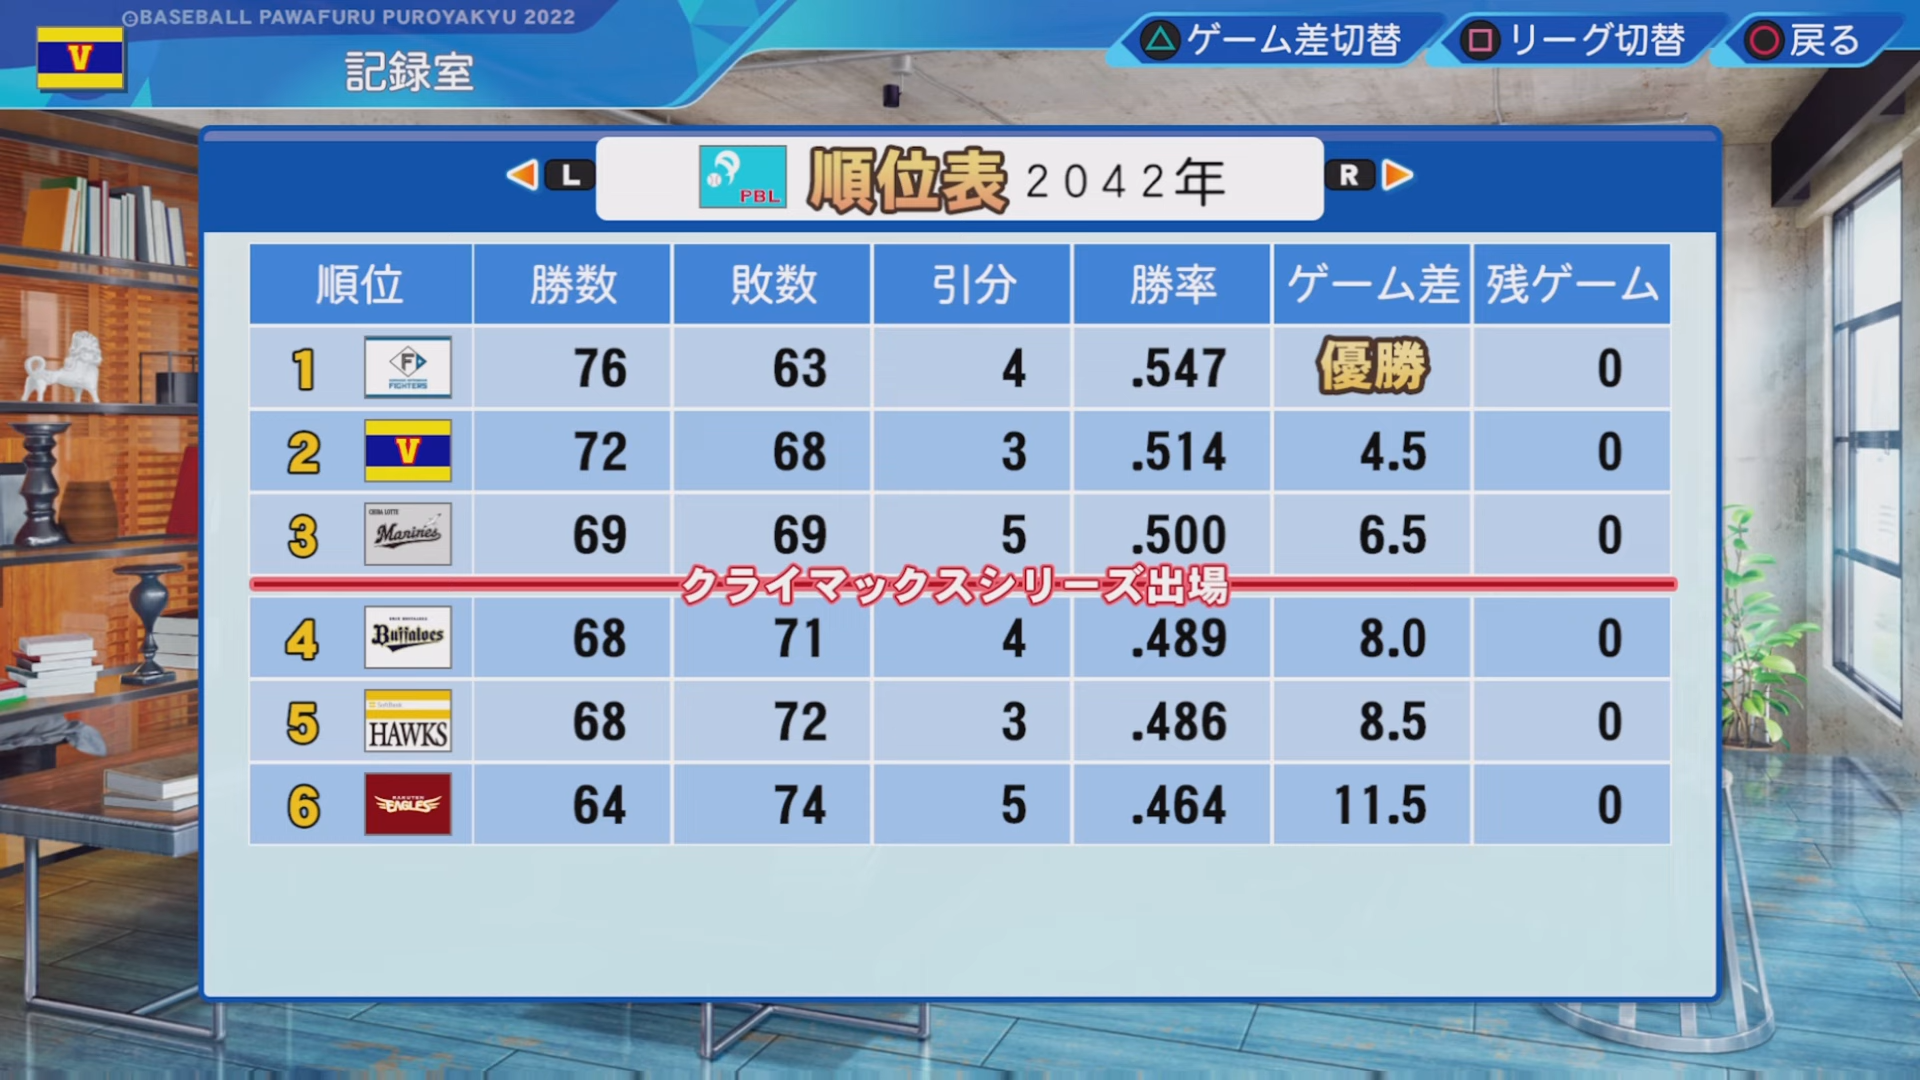 ©BASEBALL PAWAFURU PUROYAKYU 2022
V
記録室
△ゲーム差切替
□リーグ切替
○戻る
L
PBL
順位表 2042年
R
順位 勝数 敗数 引分 勝率 ゲーム差 残ゲーム
1 F FIGHTERS 76 63 4 .547 優勝 0
2 V 72 68 3 .514 4.5 0
3 CHIBA LOTTE Marines 69 69 5 .500 6.5 0
クライマックスシリーズ出場
4 Buffaloes 68 71 4 .489 8.0 0
5 SoftBank HAWKS 68 72 3 .486 8.5 0
6 RAKUTEN EAGLES 64 74 5 .464 11.5 0